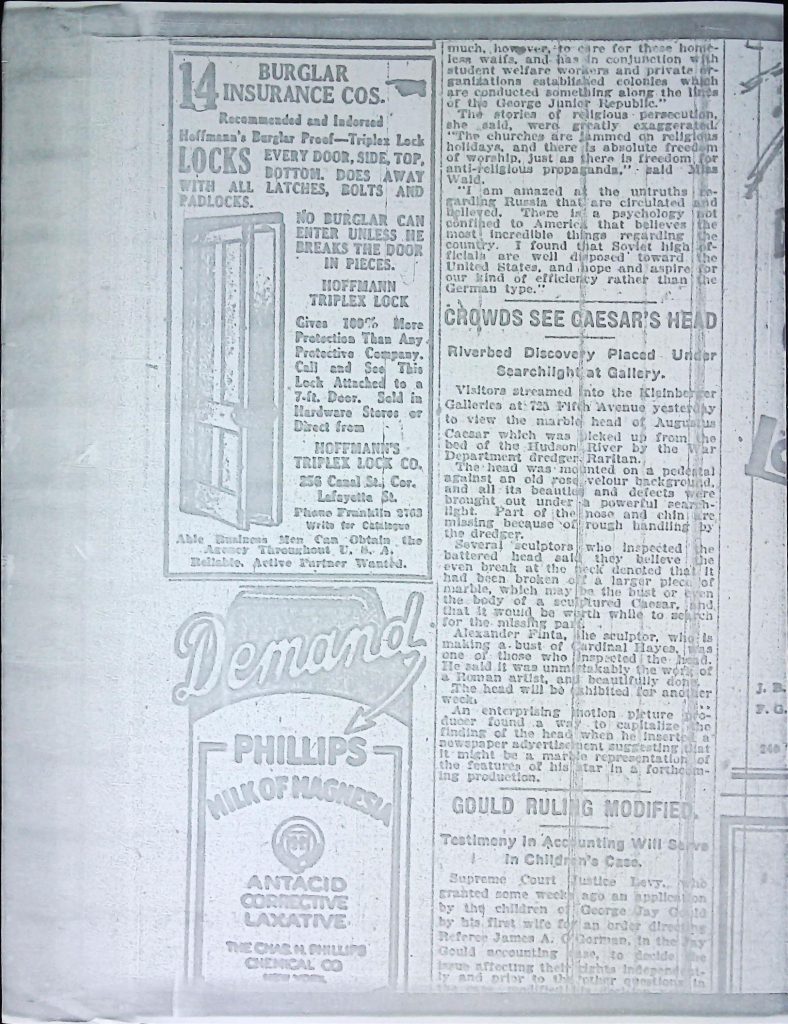 14 BURGLAR
INSURANCE COS.
Recommended and Indorsed
Hoffmann's Burglar Proof—Triplex Lock
LOCKS EVERY DOOR, SIDE, TOP,
BOTTOM. DOES AWAY
WITH ALL LATCHES, BOLTS AND
PADLOCKS.
NO BURGLAR CAN
ENTER UNLESS HE
BREAKS THE DOOR
IN PIECES.
HOFFMANN
TRIPLEX LOCK
Gives 100% More
Protection Than Any
Protective Company.
Call and See This
Lock Attached to a
7-ft. Door. Sold in
Hardware Stores or
Direct from
HOFFMANN'S
TRIPLEX LOCK CO.
256 Canal St., Cor.
Lafayette St.
Phone Franklin 2763
Write for Catalogue
Able Business Men Can Obtain the
Agency Throughout U. S. A.
Reliable, Active Partner Wanted.
Demand
PHILLIPS
MILK OF MAGNESIA
ANTACID
CORRECTIVE
LAXATIVE
THE CHAS. H. PHILLIPS
CHEMICAL CO
NEW YORK
much, however, to care for these home-
less waifs, and has in conjunction with
student welfare workers and private or-
ganizations established colonies which
are conducted something along the lines
of the George Junior Republic."
The stories of religious persecution,
she said, were greatly exaggerated.
"The churches are jammed on religious
holidays, and there is absolute freedom
of worship, just as there is freedom for
anti-religious propaganda," said Miss
Wald.
"I am amazed at the untruths re-
garding Russia that are circulated and
believed. There is a psychology not
confined to America that believes the
most incredible things regarding the
country. I found that Soviet high of-
ficials are well disposed toward the
United States, and hope and aspire for
our kind of efficiency rather than the
German type."
CROWDS SEE CAESAR'S HEAD
Riverbed Discovery Placed Under
Searchlight at Gallery.
Visitors streamed into the Kleinberger
Galleries at 725 Fifth Avenue yesterday
to view the marble head of Augustus
Caesar which was picked up from the
bed of the Hudson River by the War
Department dredger Raritan.
The head was mounted on a pedestal
against an old rose velour background,
and all its beauties and defects were
brought out under a powerful search-
light. Part of the nose and chin are
missing because of rough handling by
the dredger.
Several sculptors who inspected the
battered head said they believe the
even break at the neck denoted that it
had been broken off a larger piece of
marble, which may be the bust or even
the body of a sculptured Caesar, and
that it would be worth while to search
for the missing part.
Alexander Finta, the sculptor, who is
making a bust of Cardinal Hayes, was
one of those who inspected the head.
He said it was unmistakably the work of
a Roman artist, and beautifully done.
The head will be exhibited for another
week.
An enterprising motion picture pro-
ducer found a way to capitalize the
finding of the head when he inserted a
newspaper advertisement suggesting that
it might be a marble representation of
the features of his star in a forthcom-
ing production.
GOULD RULING MODIFIED.
Testimony in Accounting Will Serve
in Children's Case.
Supreme Court Justice Levy, who
granted some weeks ago an application
by the children of George Jay Gould
by his first wife for an order directing
Referee James A. O'Gorman, in the Jay
Gould accounting case, to decide the
issue affecting their rights independent-
ly and prior to the other questions in
J. B.
F. G.